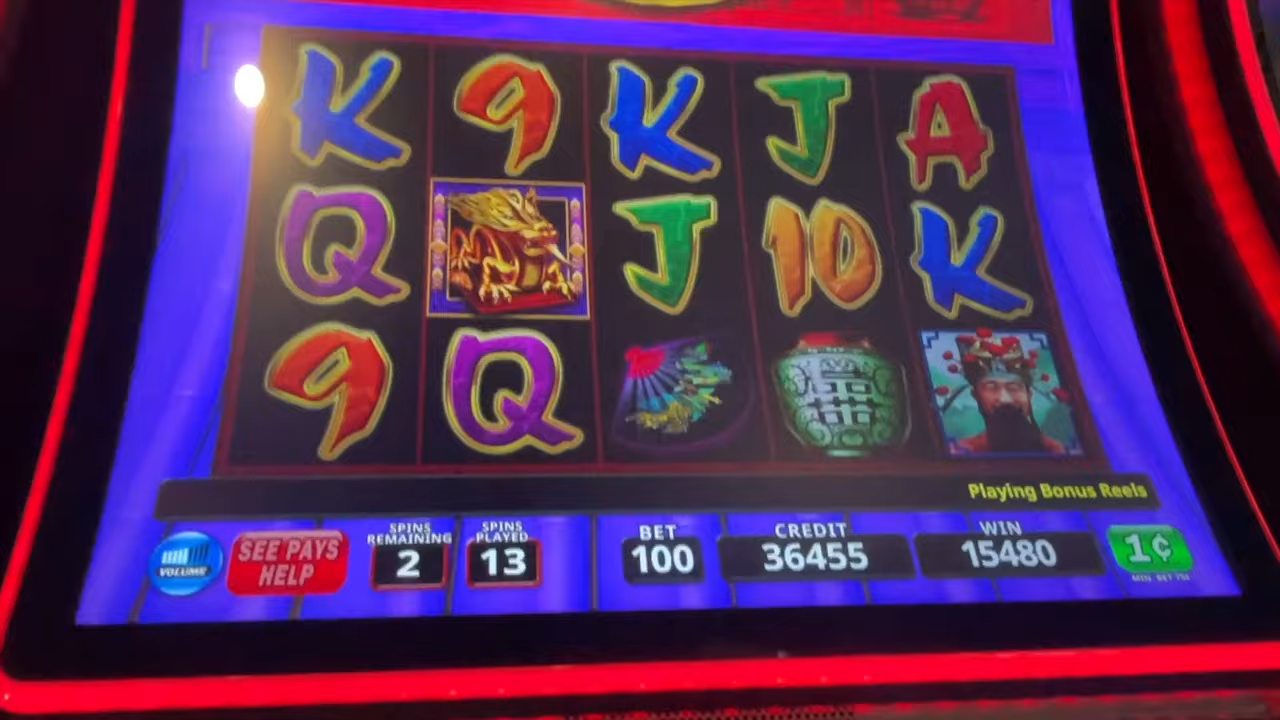 K 9 K J A
Q J 10 K
9 Q
Playing Bonus Reels
VOLUME
SEE PAYS
HELP
SPINS
REMAINING
2
SPINS
PLAYED
13
BET
100
CREDIT
36455
WIN
15480
1¢